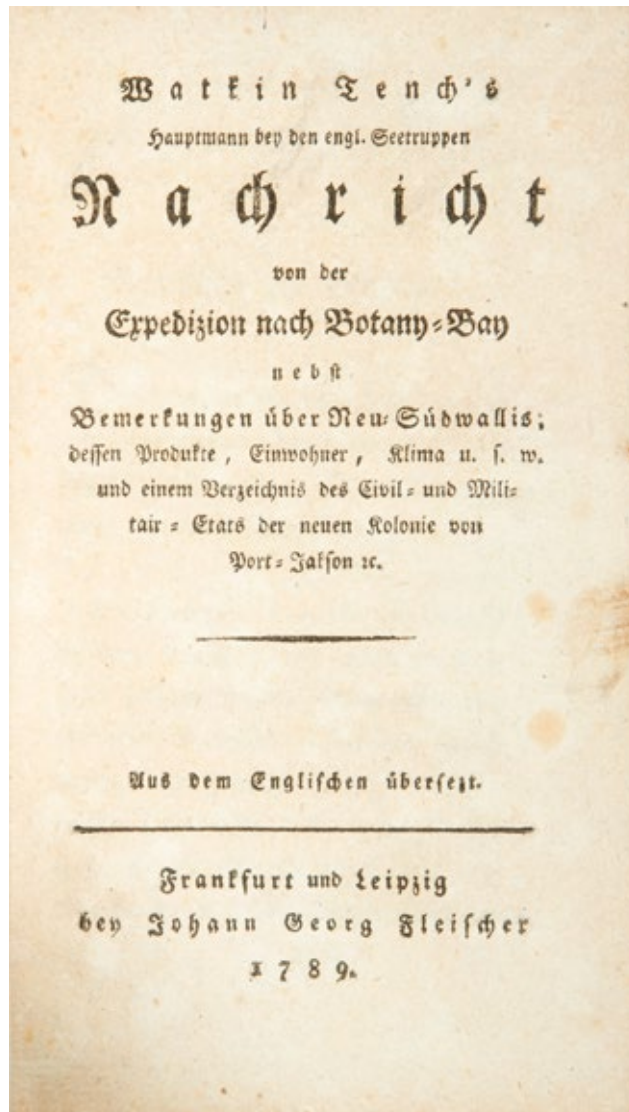 Watkin Tench's
Hauptmann bey den engl. Seetruppen
Nachricht
von der
Expedizion nach Botany-Bay
nebst
Bemerkungen über Neu-Südwallis;
dessen Produkte, Einwohner, Klima u. s. w.
und einem Verzeichnis des Civil- und Mili-
tair-Etats der neuen Kolonie von
Port-Jakson ꝛc.
Aus dem Englischen übersezt.
Frankfurt und Leipzig
bey Johann Georg Fleischer
1789.